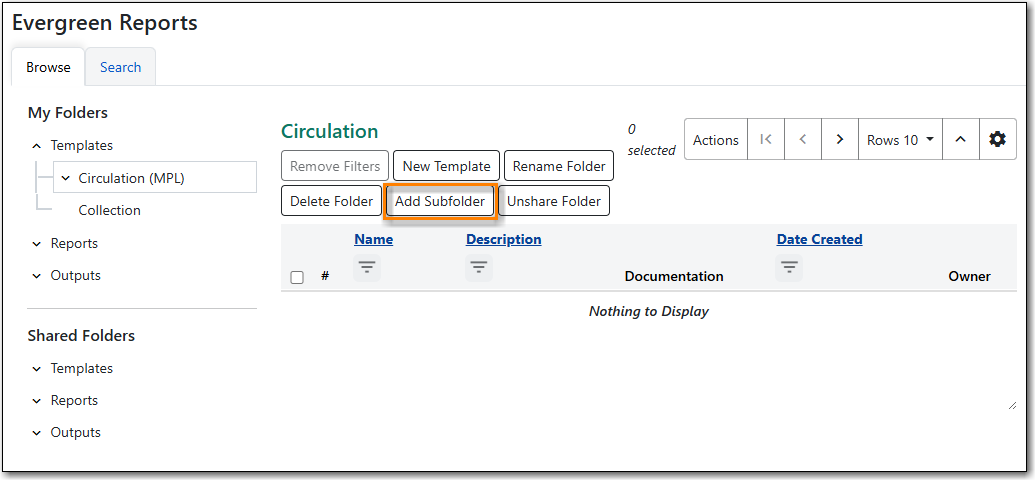 Evergreen Reports
Browse
Search
My Folders
Templates
Circulation (MPL)
Collection
Reports
Outputs
Shared Folders
Templates
Reports
Outputs
Circulation
0 selected
Actions
Rows 10
Remove Filters
New Template
Rename Folder
Delete Folder
Add Subfolder
Unshare Folder
#
Name
Description
Documentation
Date Created
Owner
Nothing to Display